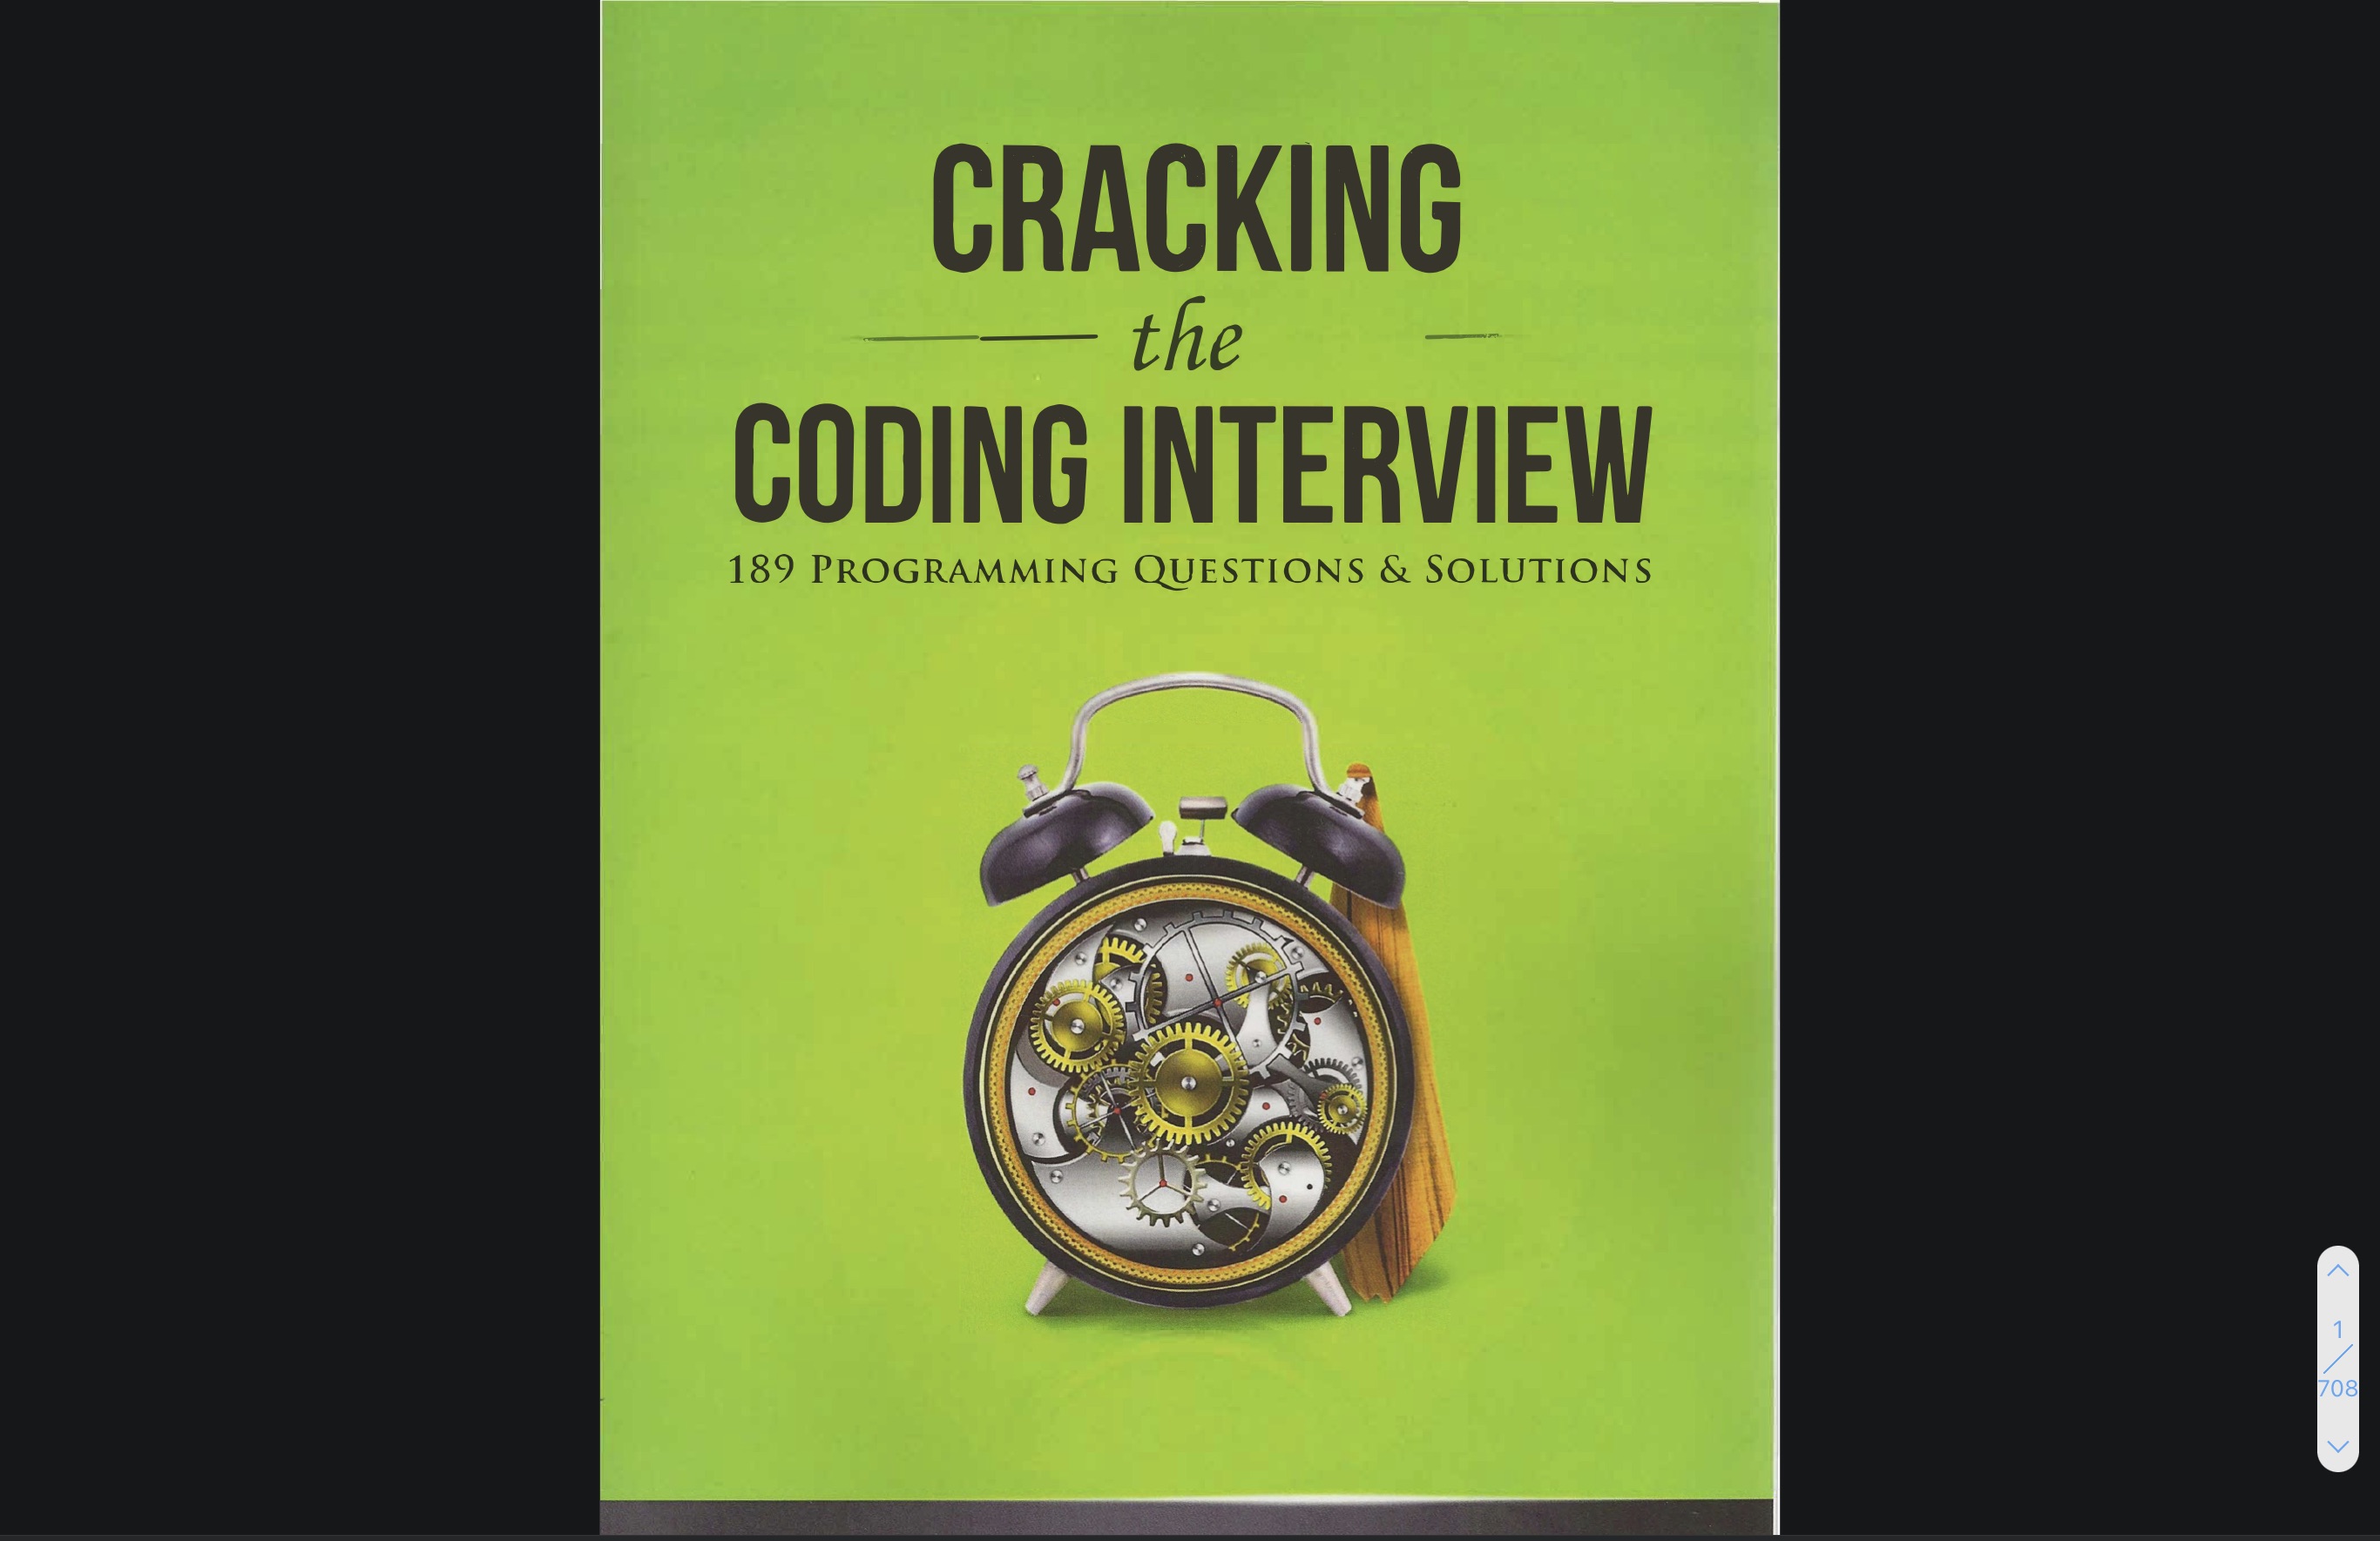 CRACKING
the
CODING INTERVIEW
189 PROGRAMMING QUESTIONS & SOLUTIONS
1
/
708